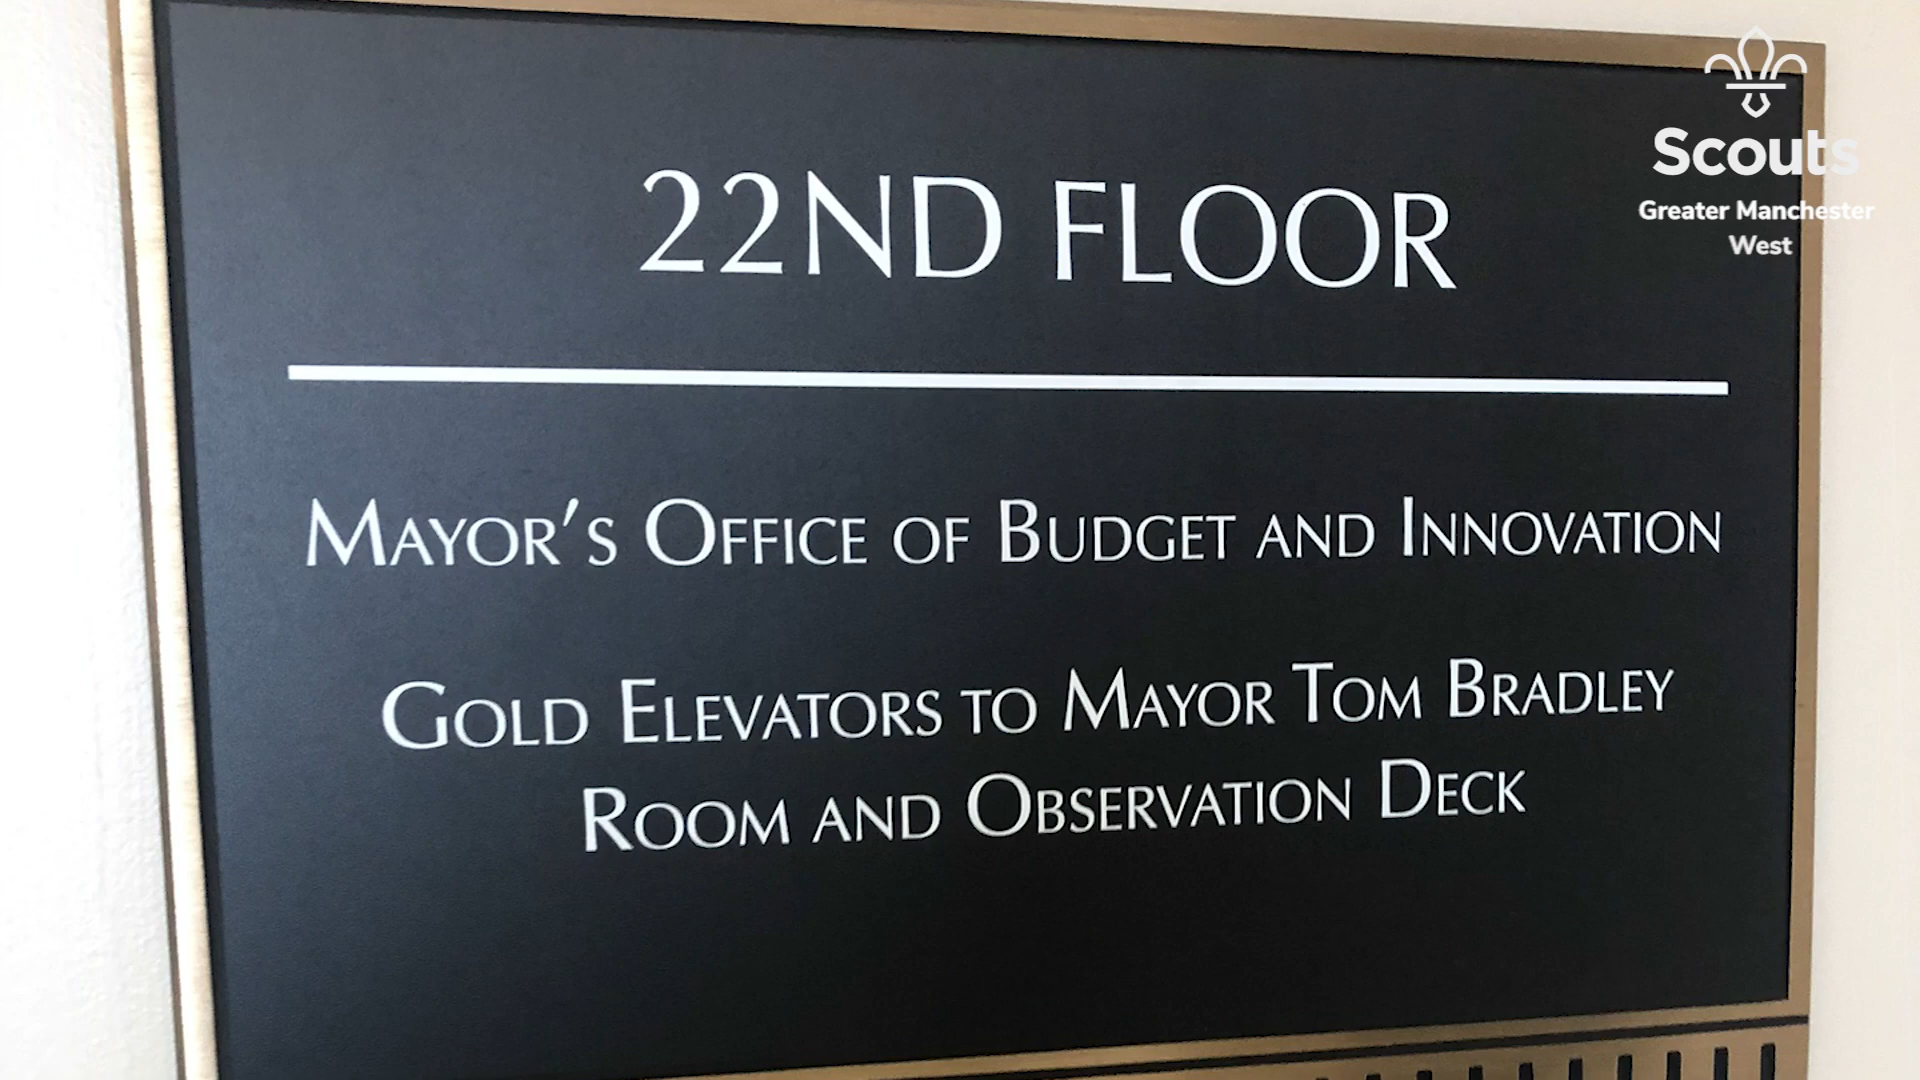 22ND FLOOR
MAYOR'S OFFICE OF BUDGET AND INNOVATION
GOLD ELEVATORS TO MAYOR TOM BRADLEY
ROOM AND OBSERVATION DECK
Scouts
Greater Manchester
West